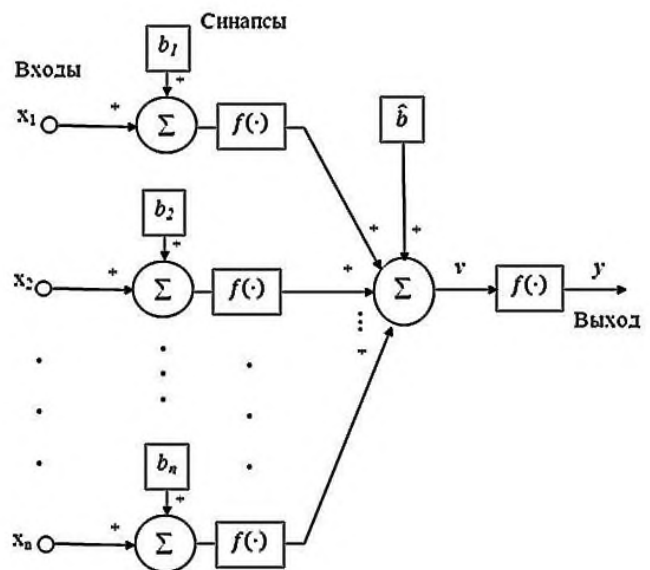 Синапсы
b₁
Входы
+
x₁ + Σ f(·)
b̂
b₂
+ + +
x₂ + Σ f(·) + Σ v f(·) y
Выход
+
bₙ
+
xₙ + Σ f(·)